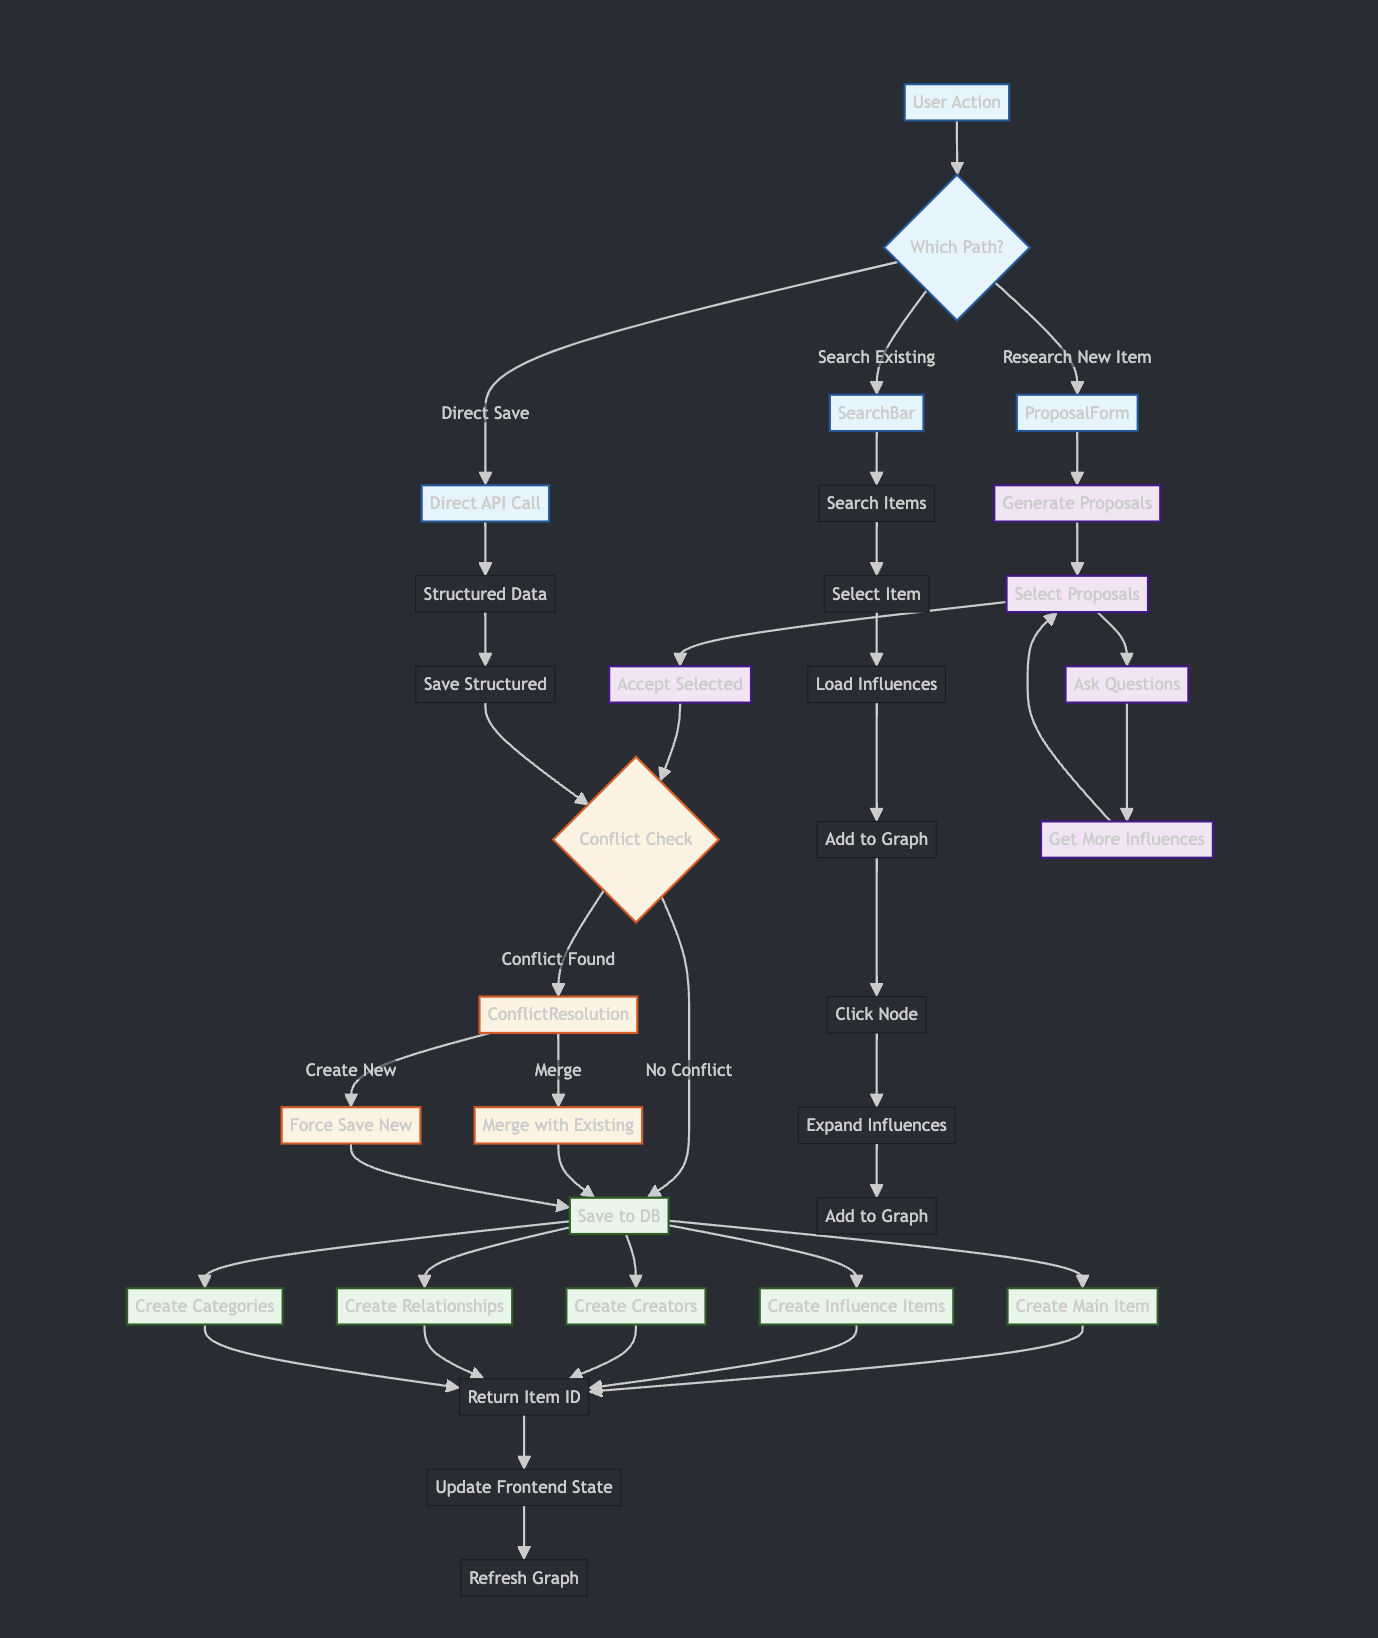 User Action
Which Path?
Search Existing
Research New Item
Direct Save
SearchBar
ProposalForm
Direct API Call
Search Items
Generate Proposals
Structured Data
Select Item
Select Proposals
Save Structured
Accept Selected
Load Influences
Ask Questions
Conflict Check
Add to Graph
Get More Influences
Conflict Found
ConflictResolution
Click Node
Create New
Merge
No Conflict
Force Save New
Merge with Existing
Expand Influences
Save to DB
Add to Graph
Create Categories
Create Relationships
Create Creators
Create Influence Items
Create Main Item
Return Item ID
Update Frontend State
Refresh Graph